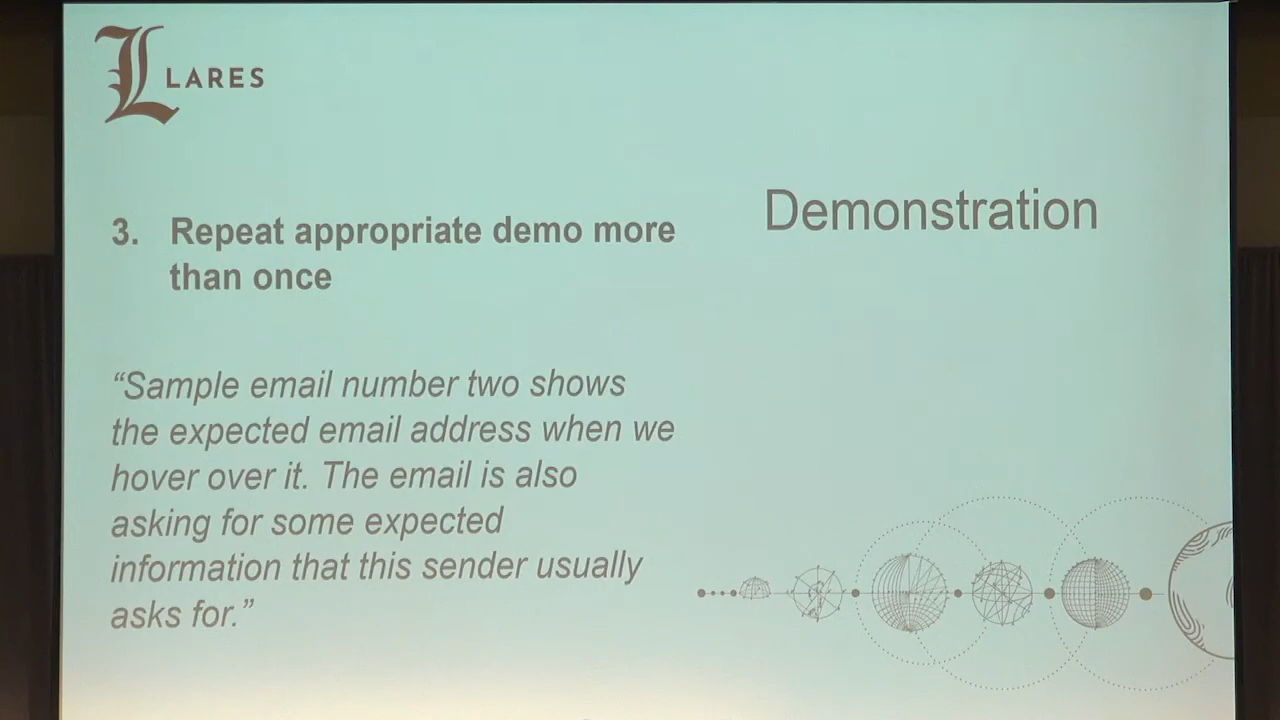 L LARES
Demonstration
3. Repeat appropriate demo more
than once
“Sample email number two shows
the expected email address when we
hover over it. The email is also
asking for some expected
information that this sender usually
asks for.”